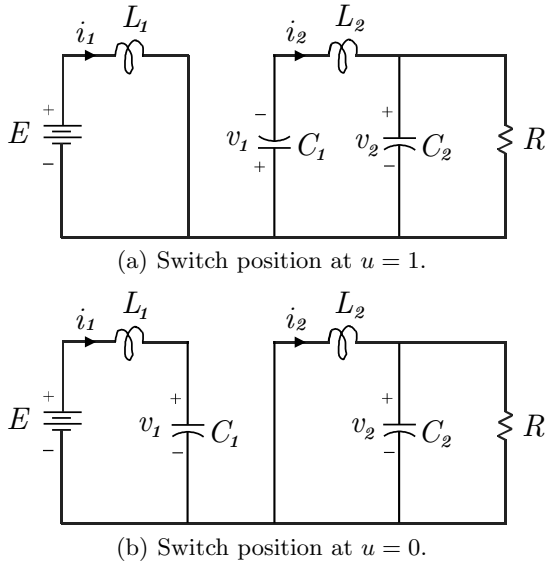 i1 L1 i2 L2
+ - +
E v1 C1 v2 C2 R
- + -
(a) Switch position at u = 1.
i1 L1 i2 L2
+ + +
E v1 C1 v2 C2 R
- - -
(b) Switch position at u = 0.